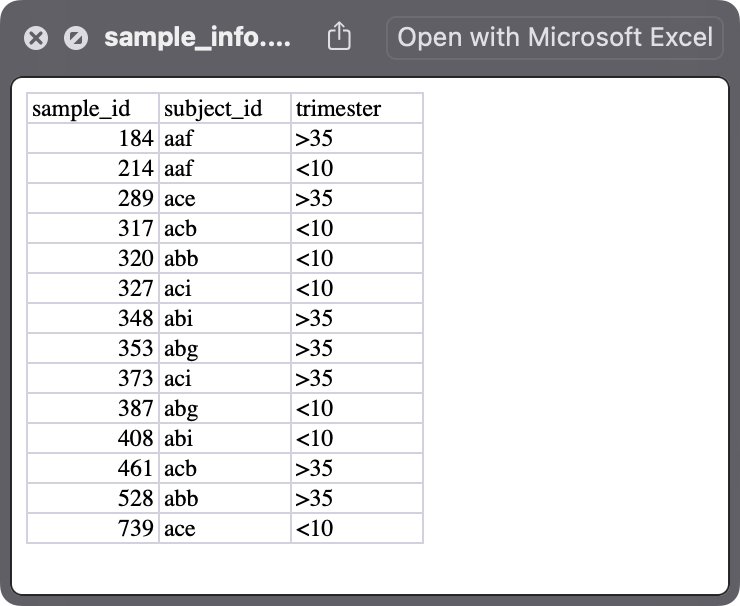 sample_info.... Open with Microsoft Excel
sample_id subject_id trimester
184 aaf >35
214 aaf <10
289 ace >35
317 acb <10
320 abb <10
327 aci <10
348 abi >35
353 abg >35
373 aci >35
387 abg <10
408 abi <10
461 acb >35
528 abb >35
739 ace <10